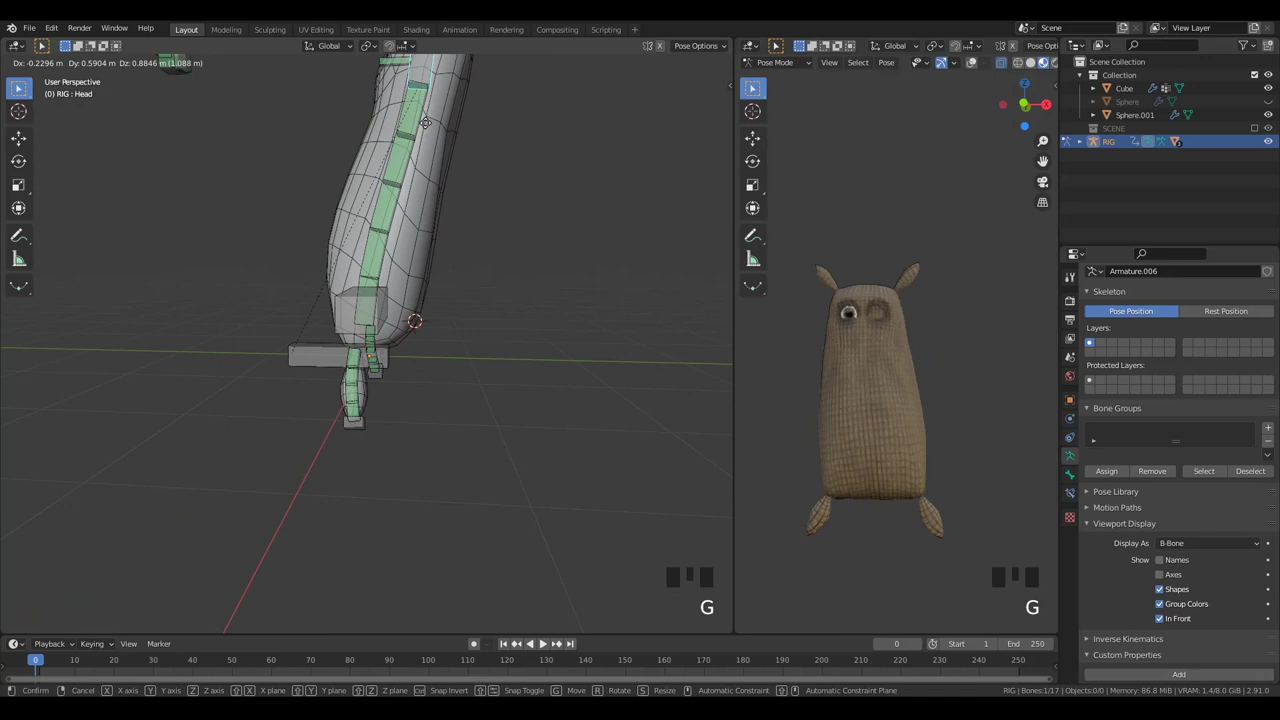 File Edit Render Window Help Layout Modeling Sculpting UV Editing Texture Paint Shading Animation Rendering Compositing Scripting + Scene View Layer
Global Pose Options Pose Mode View Select Pose Global Pose Opti
Dx: -0.2296 m Dy: 0.5904 m Dz: 0.8846 m (1.088 m)
User Perspective
(0) RIG : Head
Z
X
Scene Collection
Collection
Cube
Sphere
Sphere.001
SCENE
RIG
Armature.006
Skeleton
Pose Position Rest Position
Layers:
Protected Layers:
Bone Groups
Assign Remove Select Deselect
Pose Library
Motion Paths
Viewport Display
Display As B-Bone
Show Names
Axes
Shapes
Group Colors
In Front
Inverse Kinematics
Custom Properties
Add
G G
Playback Keying View Marker 0 Start 1 End 250
0 10 20 30 40 50 60 70 80 90 100 110 120 130 140 150 160 170 180 190 200 210 220 230 240 250
Confirm Cancel X X axis Y Y axis Z Z axis X X plane Y Y plane Z Z plane Ctrl Snap Invert Snap Toggle G Move R Rotate S Resize Automatic Constraint Automatic Constraint Plane RIG | Bones:1/17 | Objects:0/0 | Memory: 86.8 MiB | VRAM: 1.4/8.0 GiB | 2.91.0